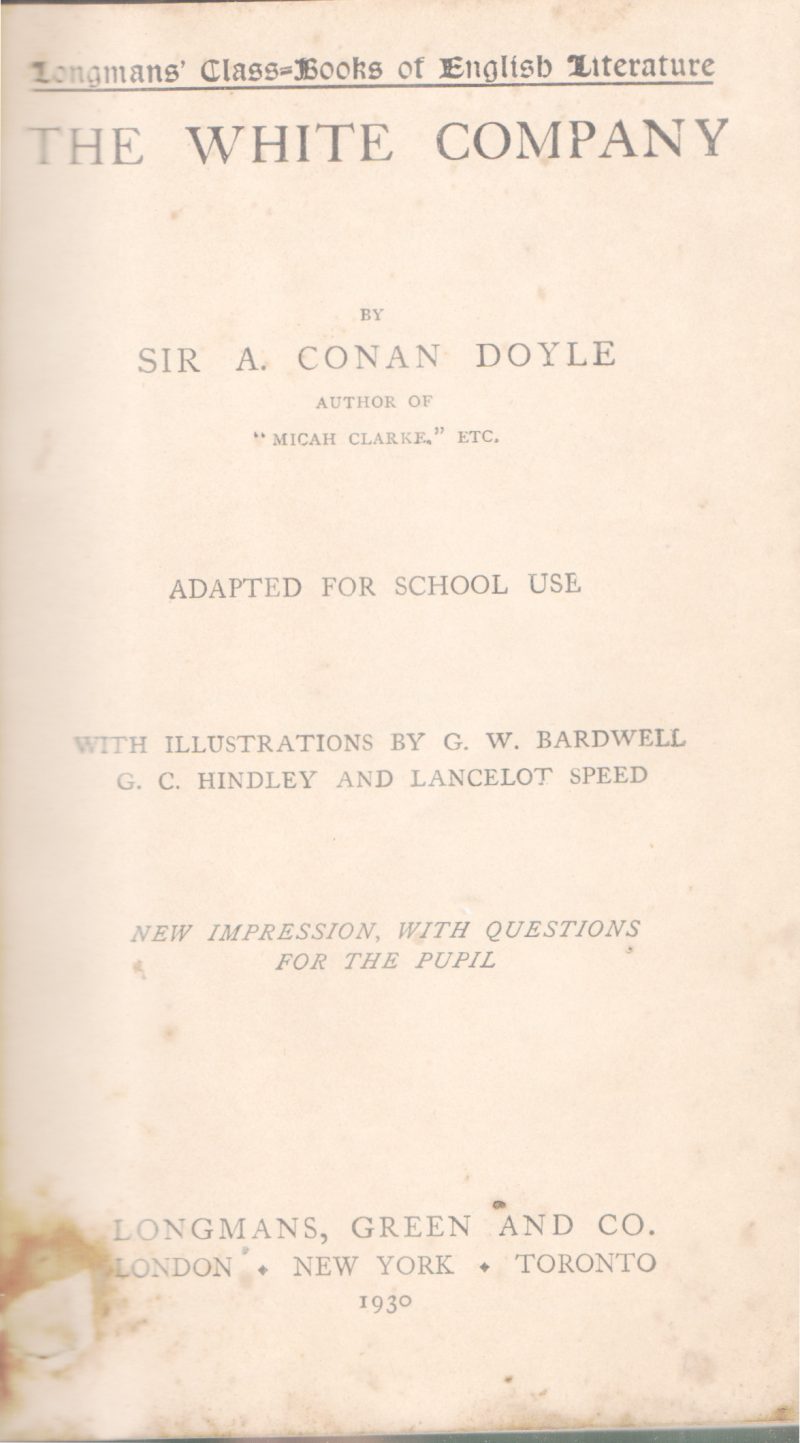 Longmans' Class-Books of English Literature
THE WHITE COMPANY
BY
SIR A. CONAN DOYLE
AUTHOR OF
"MICAH CLARKE," ETC.
ADAPTED FOR SCHOOL USE
WITH ILLUSTRATIONS BY G. W. BARDWELL
G. C. HINDLEY AND LANCELOT SPEED
NEW IMPRESSION, WITH QUESTIONS
FOR THE PUPIL
LONGMANS, GREEN AND CO.
LONDON ♦ NEW YORK ♦ TORONTO
1930